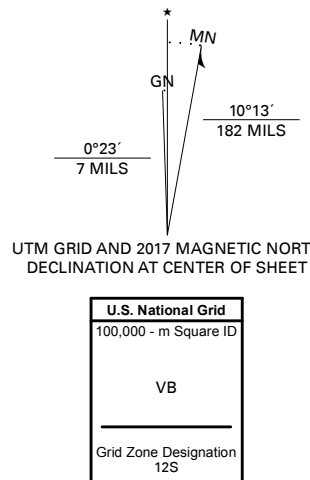 MN
GN
10°13´
182 MILS
0°23´
7 MILS
UTM GRID AND 2017 MAGNETIC NORT
DECLINATION AT CENTER OF SHEET
U.S. National Grid
100,000 - m Square ID
VB
Grid Zone Designation
12S